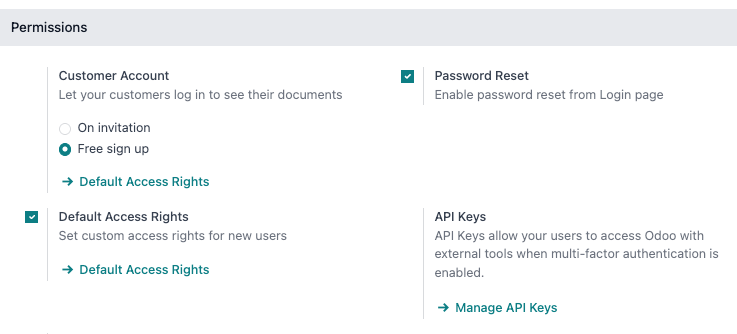 Permissions
Customer Account
Let your customers log in to see their documents
On invitation
Free sign up
→ Default Access Rights
Password Reset
Enable password reset from Login page
Default Access Rights
Set custom access rights for new users
→ Default Access Rights
API Keys
API Keys allow your users to access Odoo with
external tools when multi-factor authentication is
enabled.
→ Manage API Keys